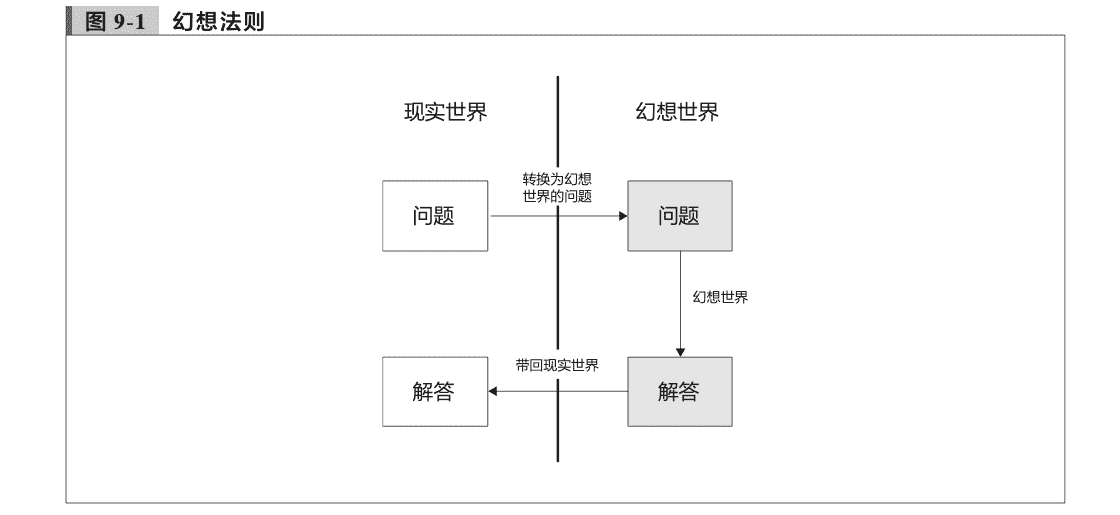 图 9-1 幻想法则
现实世界
幻想世界
转换为幻想
世界的问题
问题
问题
幻想世界
带回现实世界
解答
解答